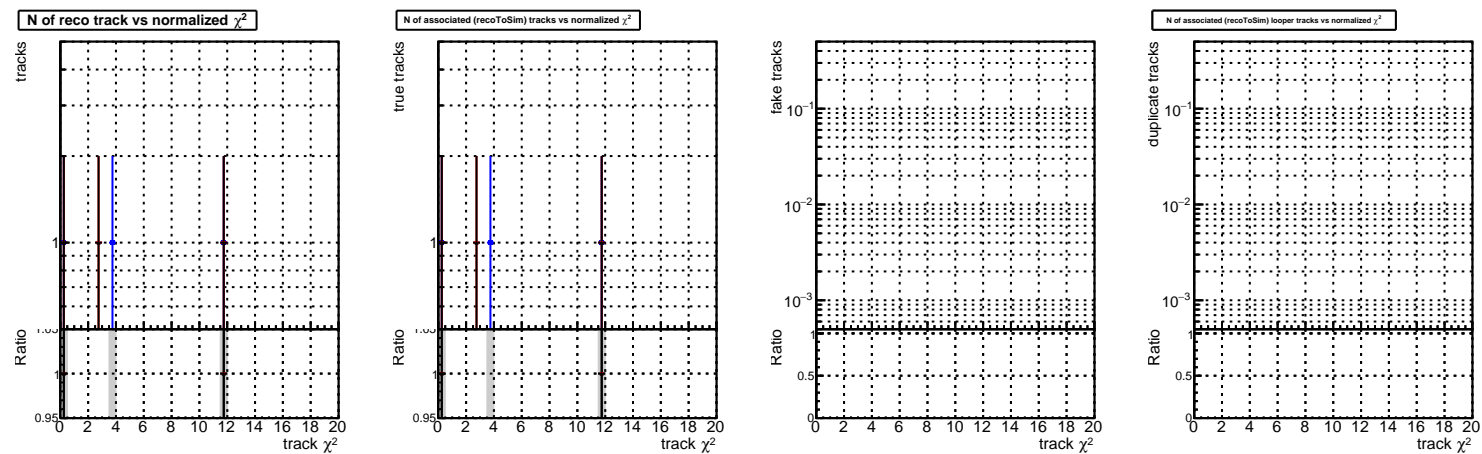 N of reco track vs normalized χ²
tracks
1
1.05
Ratio
1
0.95
0 2 4 6 8 10 12 14 16 18 20
track χ²
N of associated (recoToSim) tracks vs normalized χ²
true tracks
1
1.05
Ratio
1
0.95
0 2 4 6 8 10 12 14 16 18 20
track χ²
fake tracks
10⁻¹
10⁻²
10⁻³
Ratio
1
0.5
0
0 2 4 6 8 10 12 14 16 18 20
track χ²
N of associated (recoToSim) looper tracks vs normalized χ²
duplicate tracks
10⁻¹
10⁻²
10⁻³
Ratio
1
0.5
0
0 2 4 6 8 10 12 14 16 18 20
track χ²